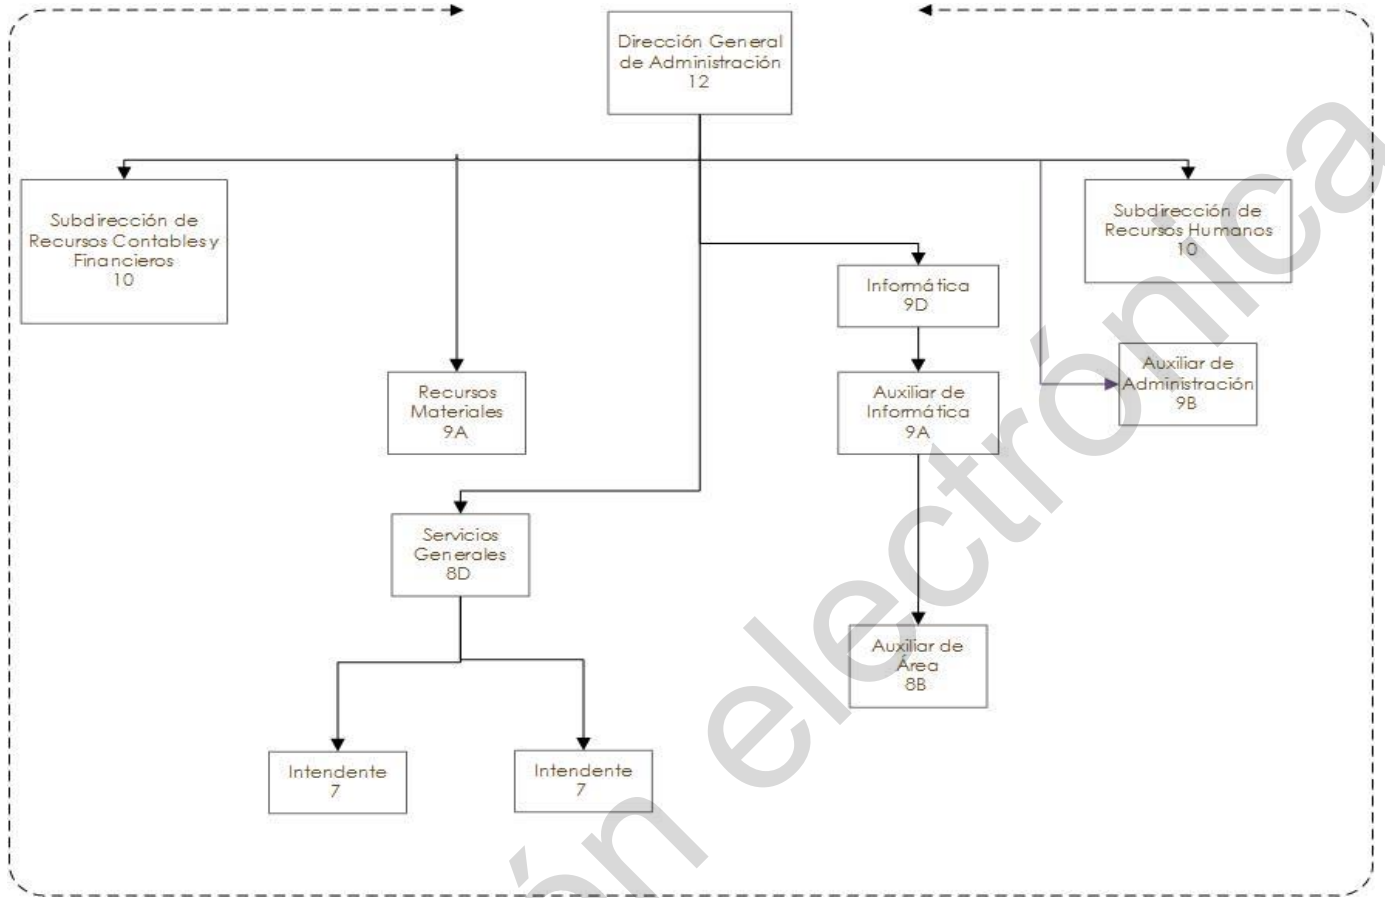 Dirección General
de Administración
12
Subdirección de
Recursos Contables y
Financieros
10
Subdirección de
Recursos Humanos
10
Informática
9D
Auxiliar de
Administración
9B
Recursos
Materiales
9A
Auxiliar de
Informática
9A
Servicios
Generales
8D
Auxiliar de
Área
8B
Intendente
7
Intendente
7
ón electrónica